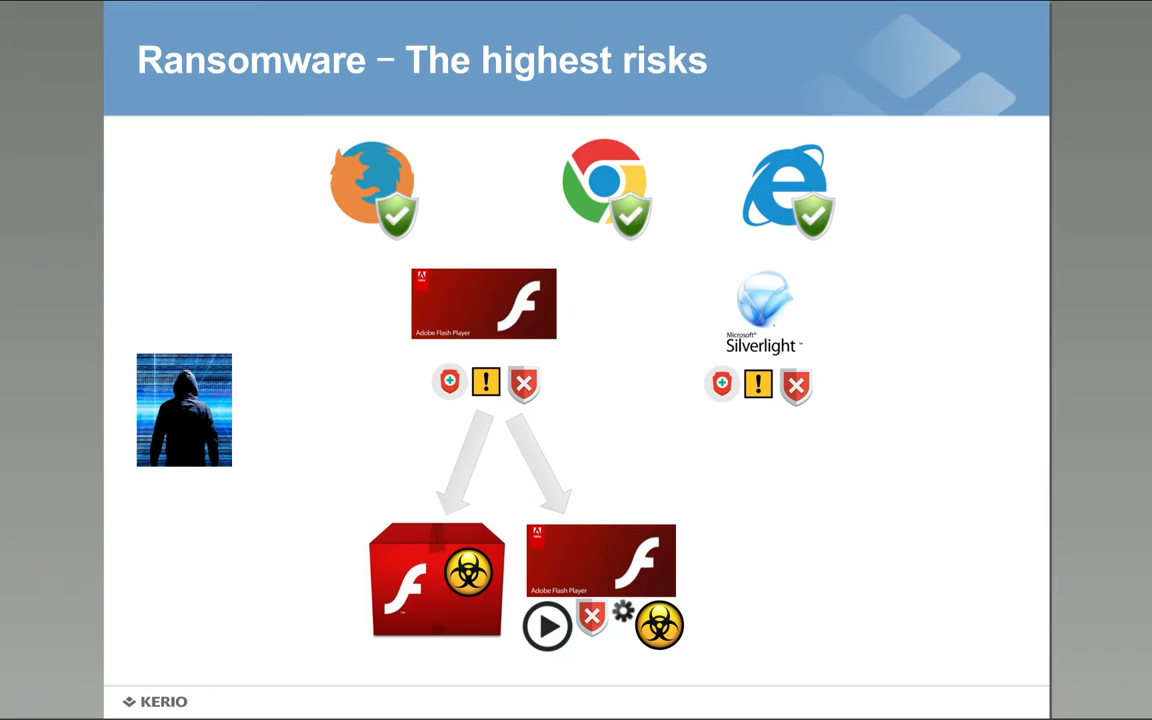 Ransomware – The highest risks
Adobe Flash Player
Microsoft®
Silverlight™
Adobe Flash Player
KERIO